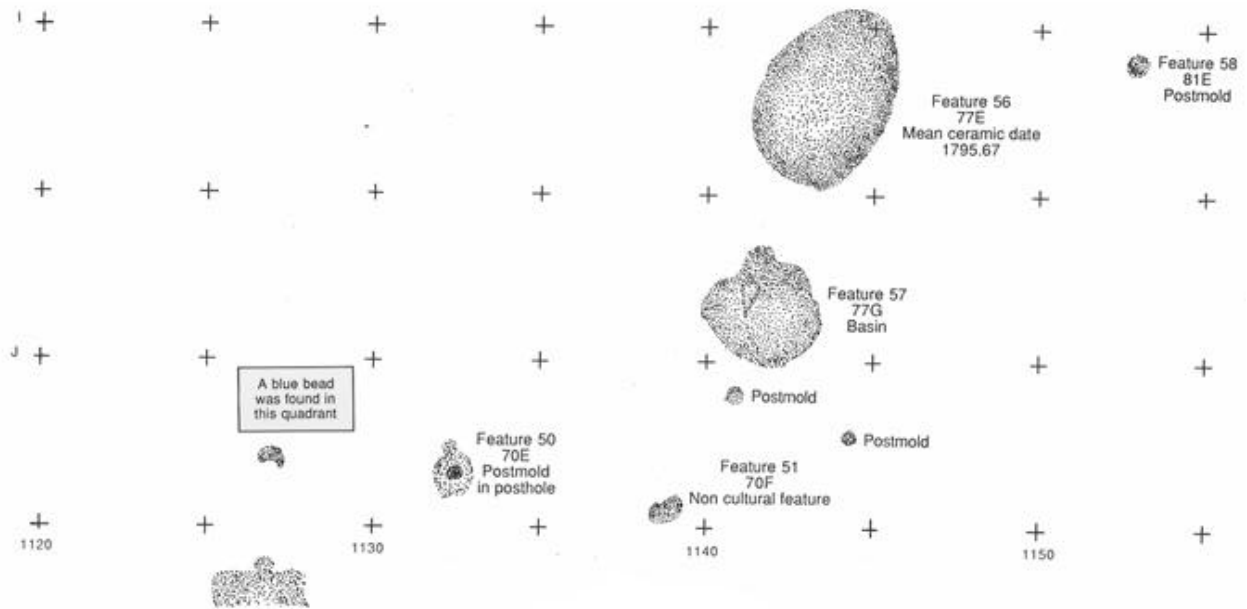 I
Feature 58
81E
Postmold
Feature 56
77E
Mean ceramic date
1795.67
Feature 57
77G
Basin
J
A blue bead
was found in
this quadrant
Postmold
Postmold
Feature 50
70E
Postmold
in posthole
Feature 51
70F
Non cultural feature
1120
1130
1140
1150